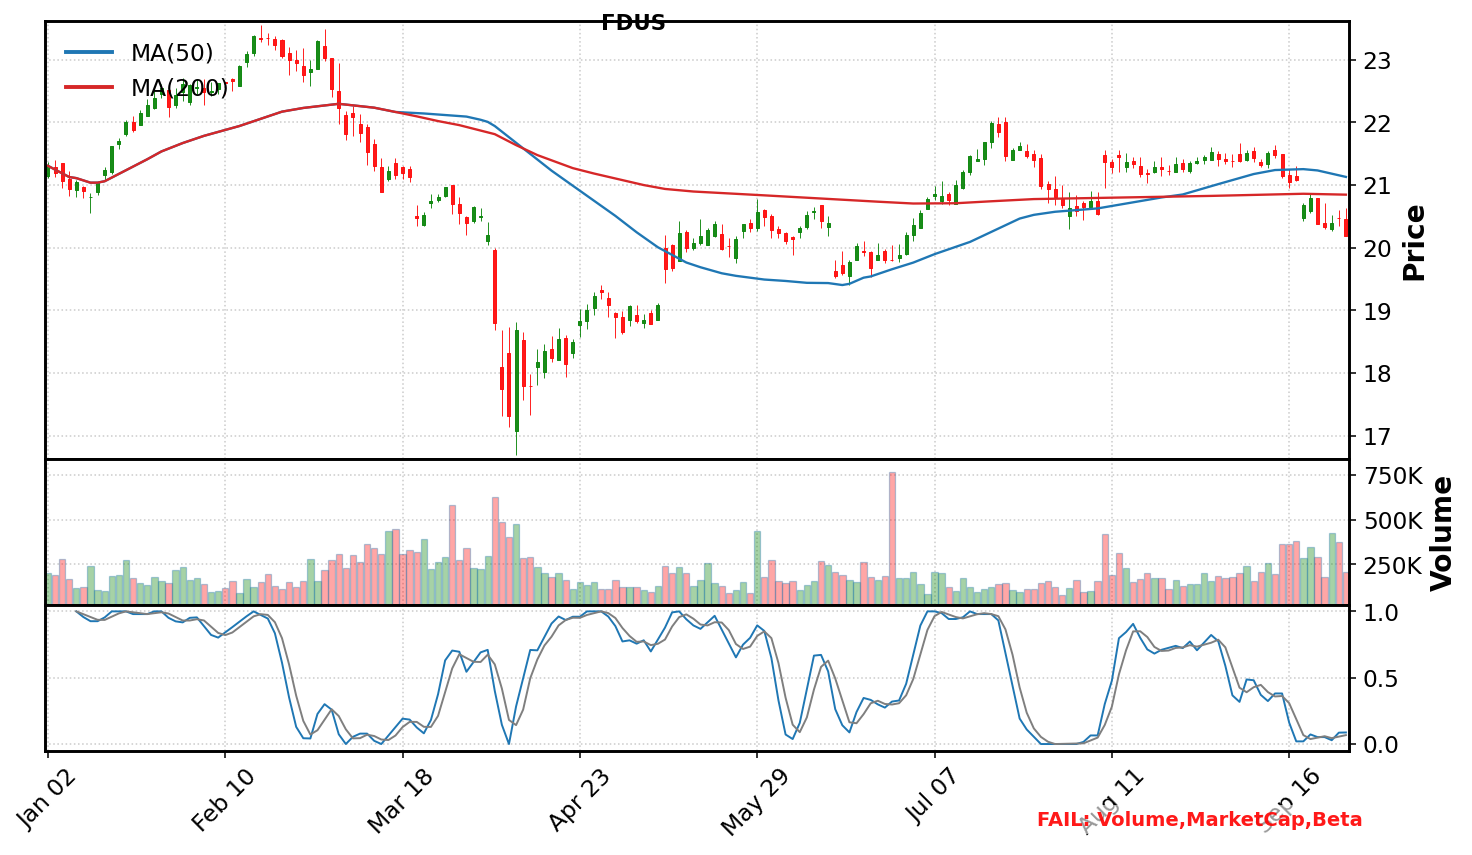 FDUS
MA(50)
MA(200)
23
22
21
20
19
18
17
Price
750K
500K
250K
Volume
1.0
0.5
0.0
Jan 02
Feb 10
Mar 18
Apr 23
May 29
Jul 07
Aug 11
Sep 16
FAIL: Volume,MarketCap,Beta